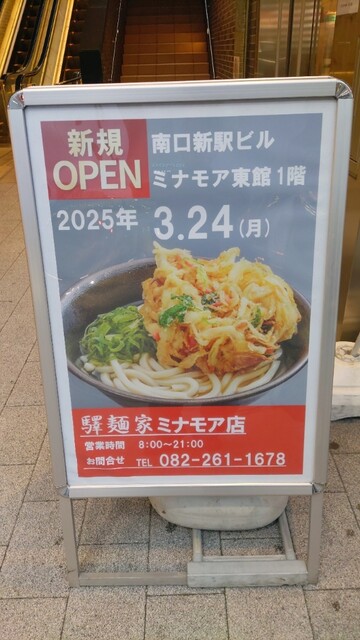 新規
OPEN
南口新駅ビル
ミナモア東館1階
2025年 3.24(月)
驛麺家ミナモア店
営業時間 8:00〜21:00
お問合せ TEL 082-261-1678